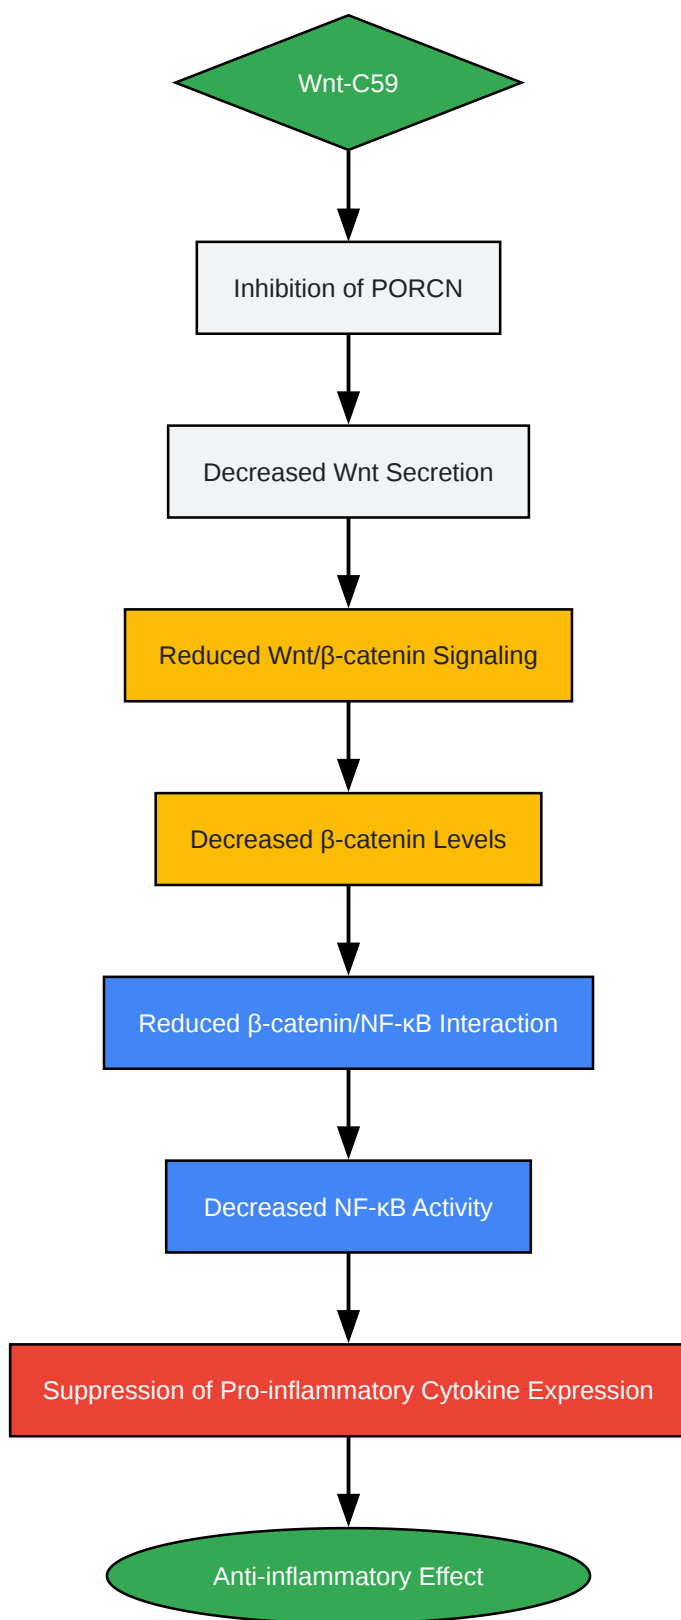 Wnt-C59
Inhibition of PORCN
Decreased Wnt Secretion
Reduced Wnt/β-catenin Signaling
Decreased β-catenin Levels
Reduced β-catenin/NF-κB Interaction
Decreased NF-κB Activity
Suppression of Pro-inflammatory Cytokine Expression
Anti-inflammatory Effect